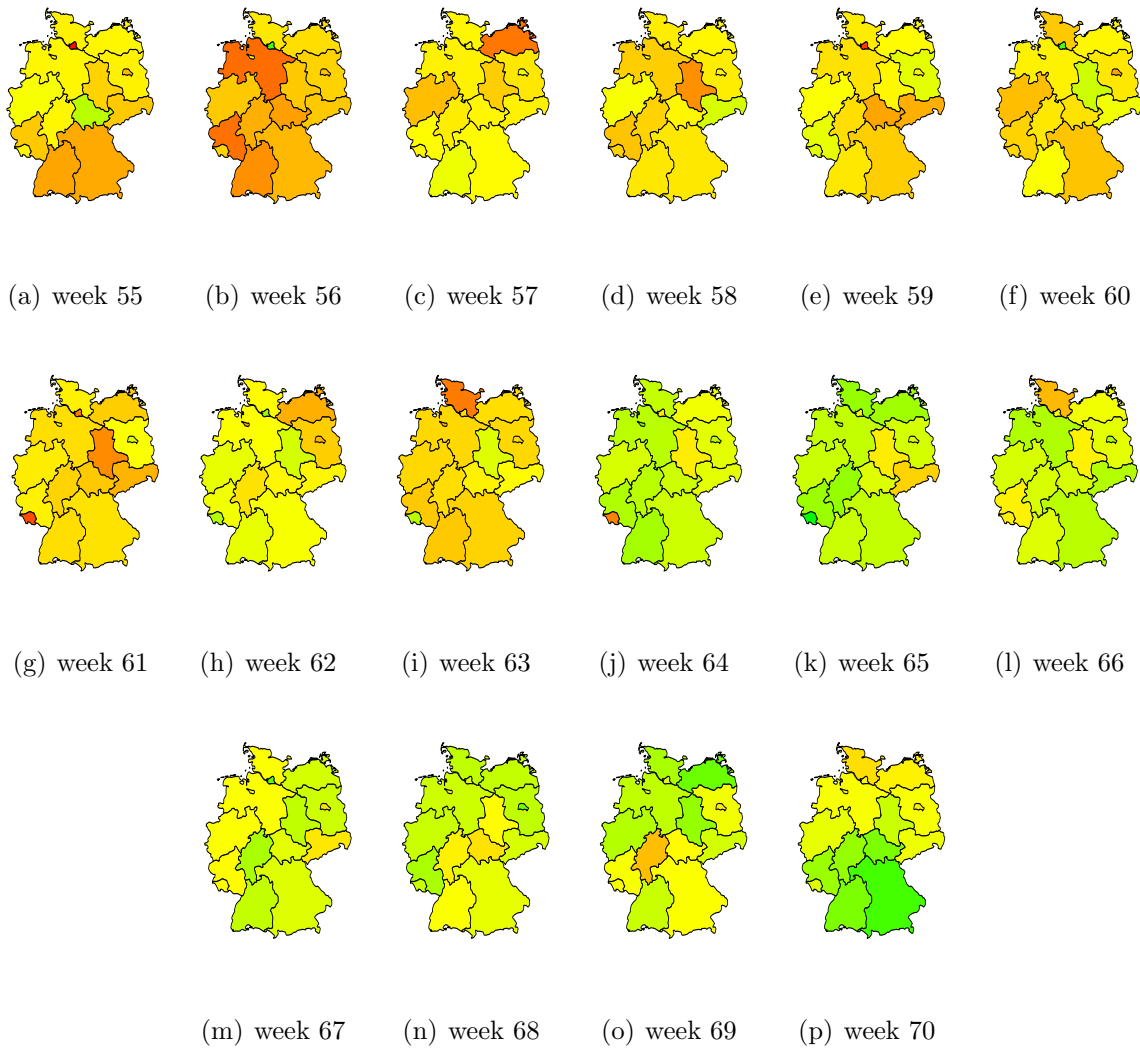 (a) week 55 (b) week 56 (c) week 57 (d) week 58 (e) week 59 (f) week 60
(g) week 61 (h) week 62 (i) week 63 (j) week 64 (k) week 65 (l) week 66
(m) week 67 (n) week 68 (o) week 69 (p) week 70